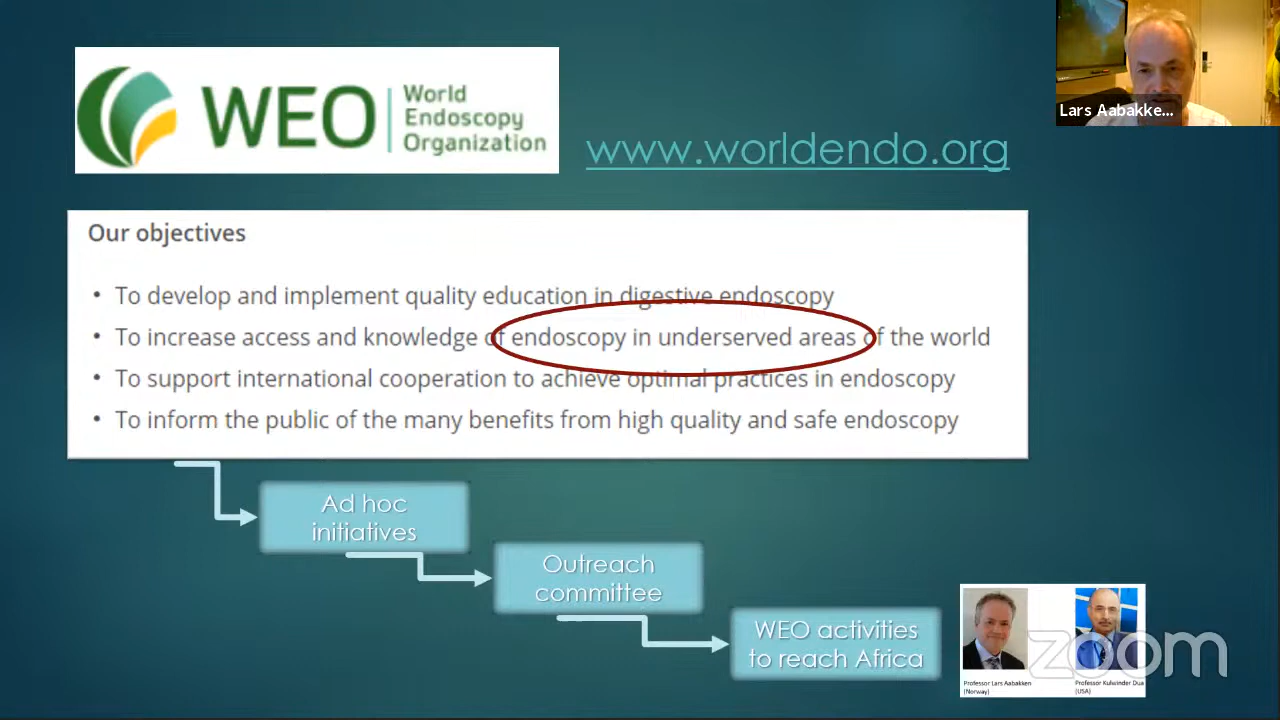 WEO
World
Endoscopy
Organization
www.worldendo.org
Lars Aabakke...
Our objectives
• To develop and implement quality education in digestive endoscopy
• To increase access and knowledge of endoscopy in underserved areas of the world
• To support international cooperation to achieve optimal practices in endoscopy
• To inform the public of the many benefits from high quality and safe endoscopy
Ad hoc
initiatives
Outreach
committee
WEO activities
to reach Africa
Professor Lars Aabakken
(Norway)
Professor Kulwinder Dua
(USA)
zoom